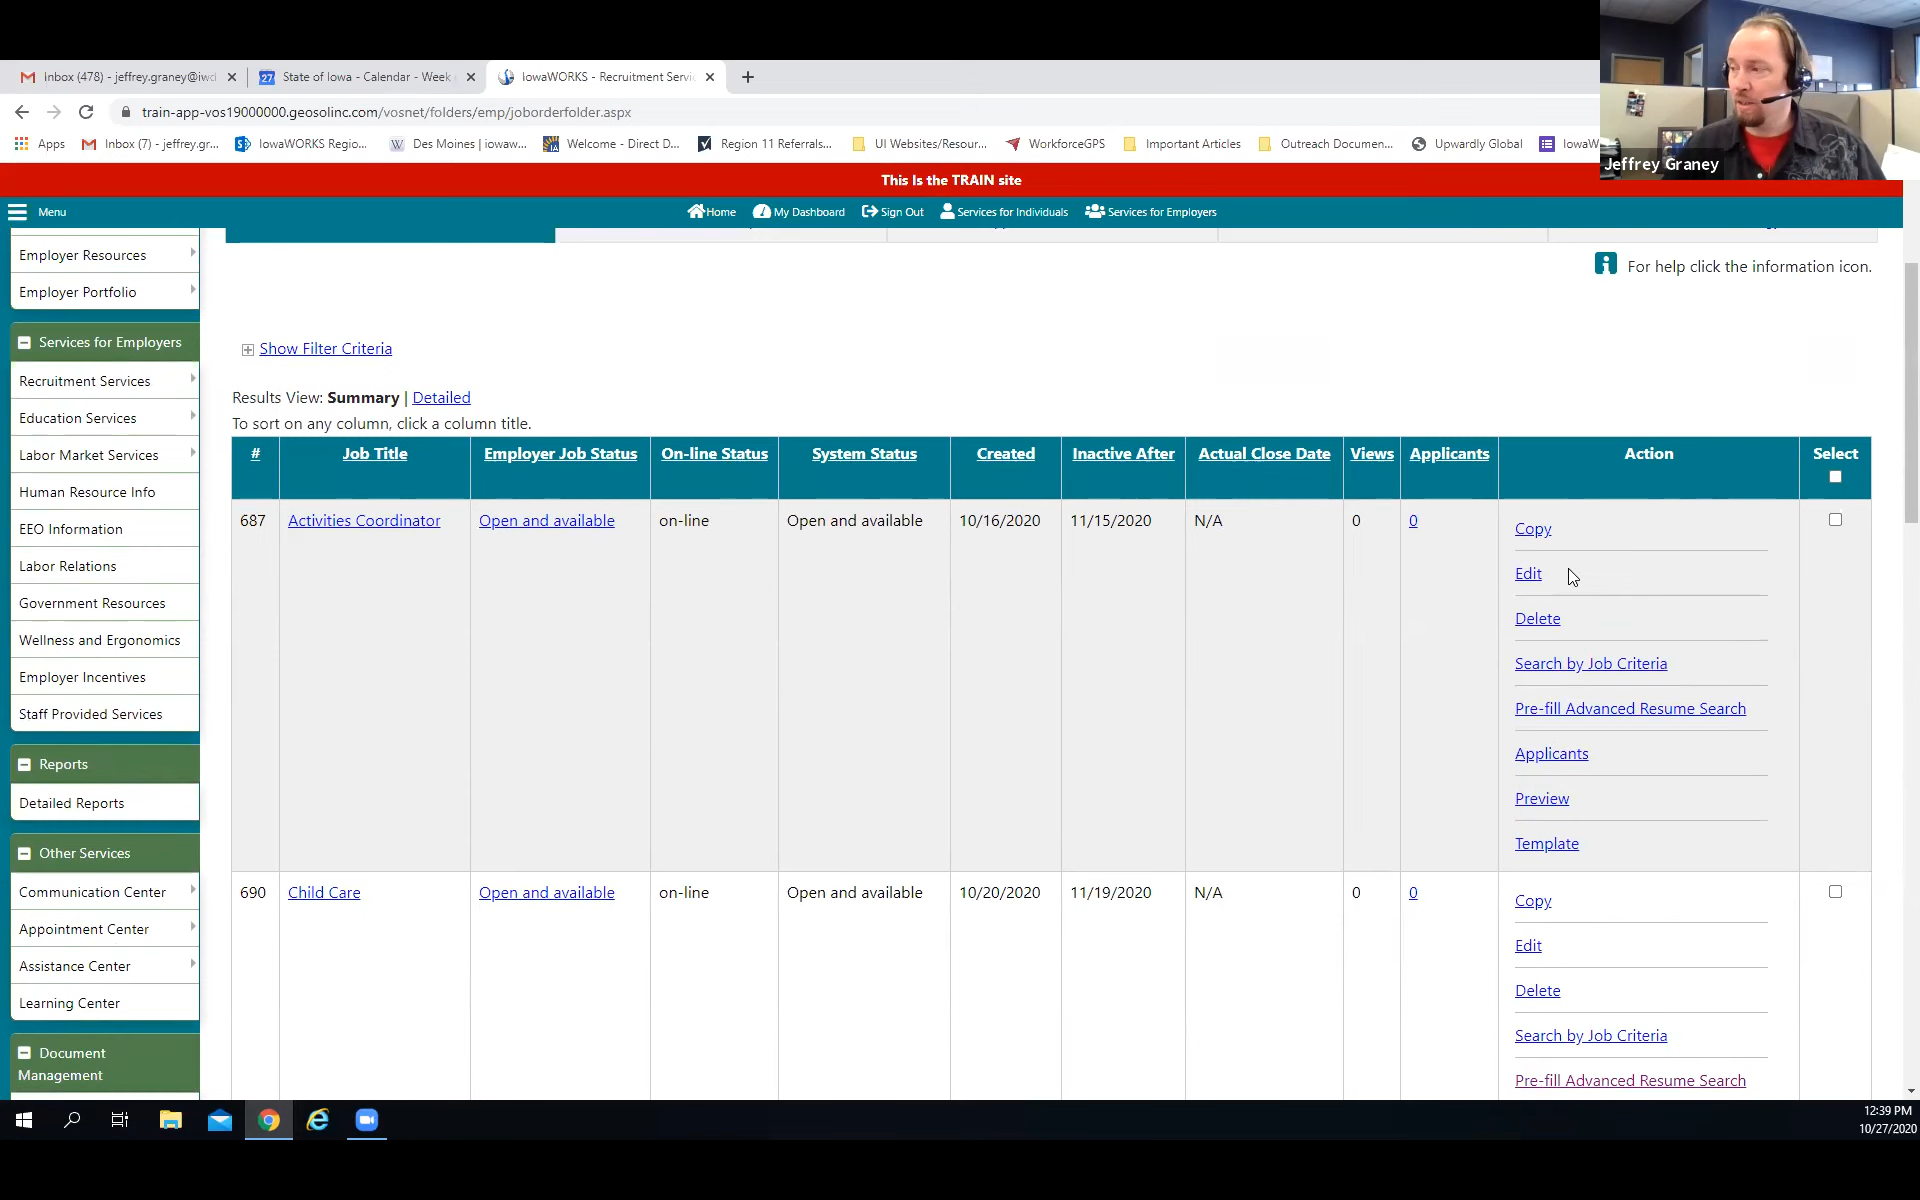 Inbox (478) - jeffrey.graney@iwd
State of Iowa - Calendar - Week
IowaWORKS - Recruitment Servi
train-app-vos19000000.geosolinc.com/vosnet/folders/emp/joborderfolder.aspx
Apps
Inbox (7) - jeffrey.gr...
IowaWORKS Regio...
Des Moines | iowaw...
Welcome - Direct D...
Region 11 Referrals...
UI Websites/Resour...
WorkforceGPS
Important Articles
Outreach Documen...
Upwardly Global
IowaW
Jeffrey Graney
This Is the TRAIN site
Menu
Home
My Dashboard
Sign Out
Services for Individuals
Services for Employers
Employer Resources
Employer Portfolio
Services for Employers
Recruitment Services
Education Services
Labor Market Services
Human Resource Info
EEO Information
Labor Relations
Government Resources
Wellness and Ergonomics
Employer Incentives
Staff Provided Services
Reports
Detailed Reports
Other Services
Communication Center
Appointment Center
Assistance Center
Learning Center
Document
Management
For help click the information icon.
Show Filter Criteria
Results View: Summary | Detailed
To sort on any column, click a column title.
# Job Title Employer Job Status On-line Status System Status Created Inactive After Actual Close Date Views Applicants Action Select
687 Activities Coordinator Open and available on-line Open and available 10/16/2020 11/15/2020 N/A 0 0
Copy
Edit
Delete
Search by Job Criteria
Pre-fill Advanced Resume Search
Applicants
Preview
Template
690 Child Care Open and available on-line Open and available 10/20/2020 11/19/2020 N/A 0 0
Copy
Edit
Delete
Search by Job Criteria
Pre-fill Advanced Resume Search
12:39 PM
10/27/2020